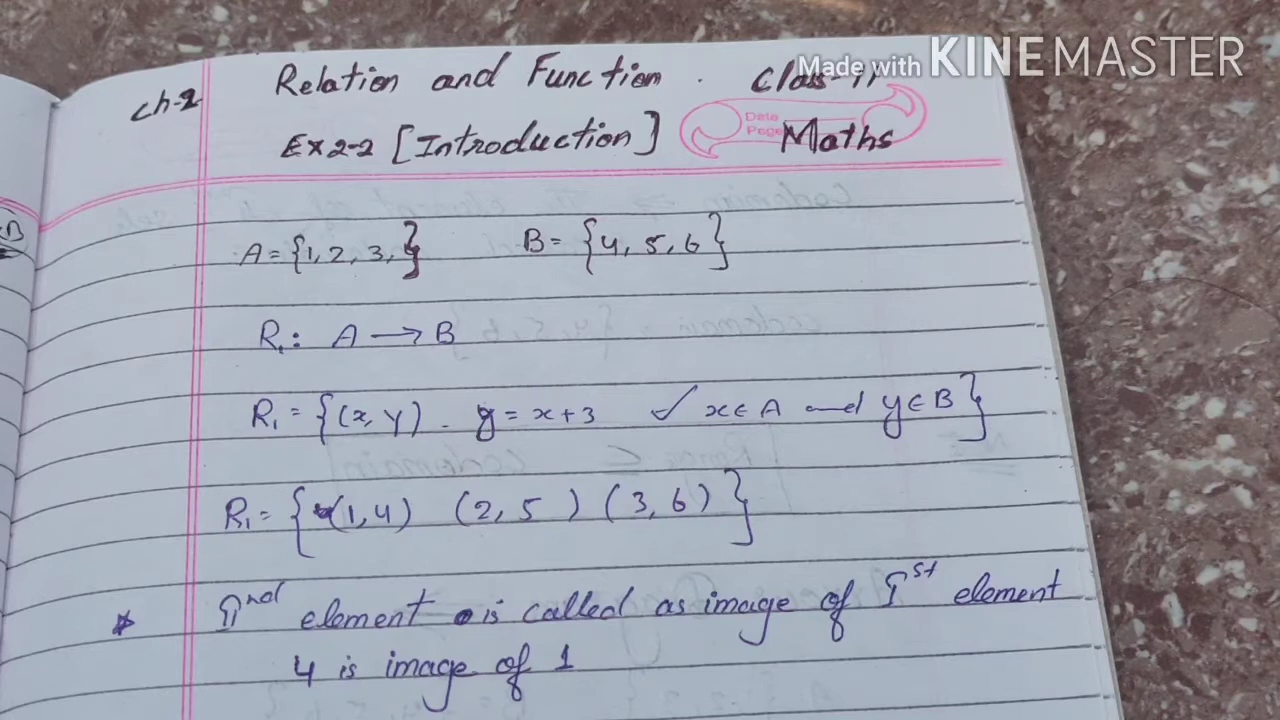 Made with KINEMASTER
Ch-2 Relation and Function . Class-11
Ex 2-2 [Introduction] Maths
Date
Page
B
A = {1, 2, 3, } B = {4, 5, 6}
R₁: A → B
R₁ = {(x, y) . y = x + 3 ✓ x ∈ A and y ∈ B}
R₁ = { (1, 4) (2, 5 ) (3, 6) }
* IInd element is called as image of Ist element
4 is image of 1